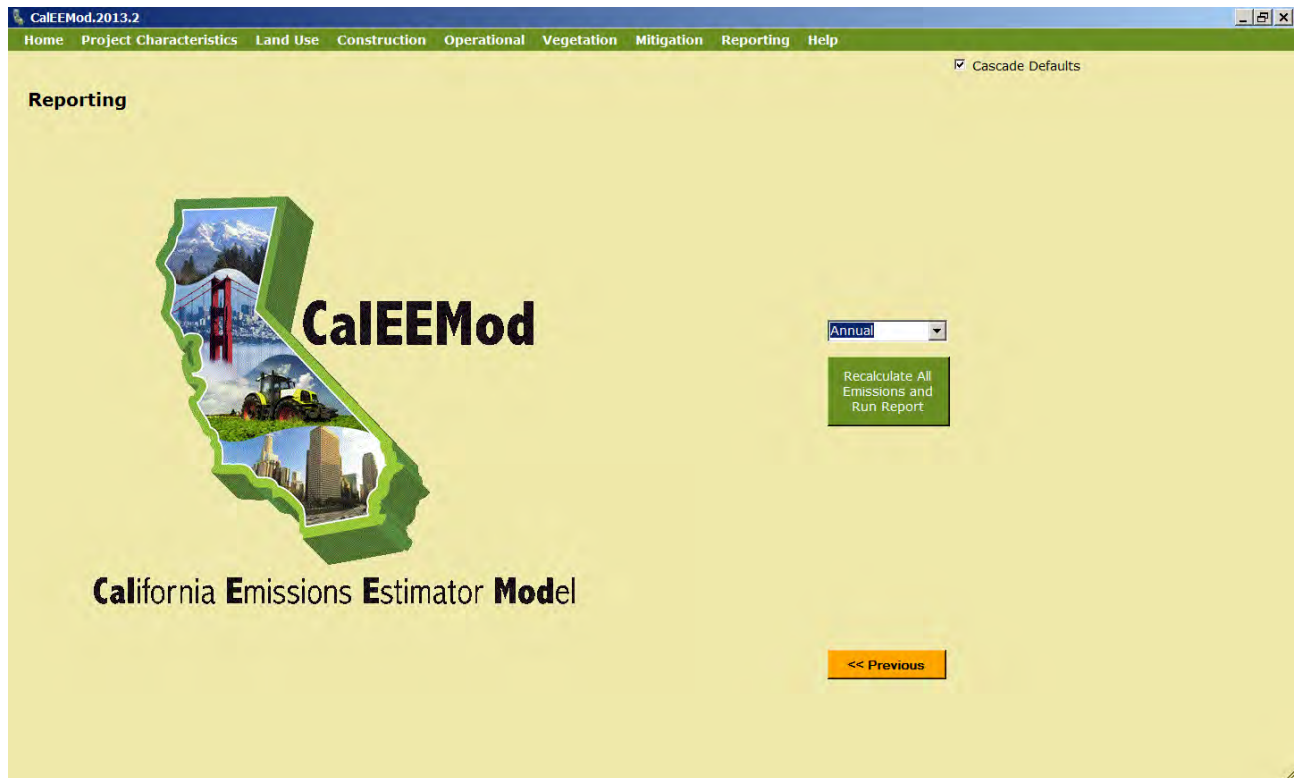 CalEEMod.2013.2
Home Project Characteristics Land Use Construction Operational Vegetation Mitigation Reporting Help
Cascade Defaults
Reporting
CalEEMod
Annual
Recalculate All
Emissions and
Run Report
California Emissions Estimator Model
<< Previous